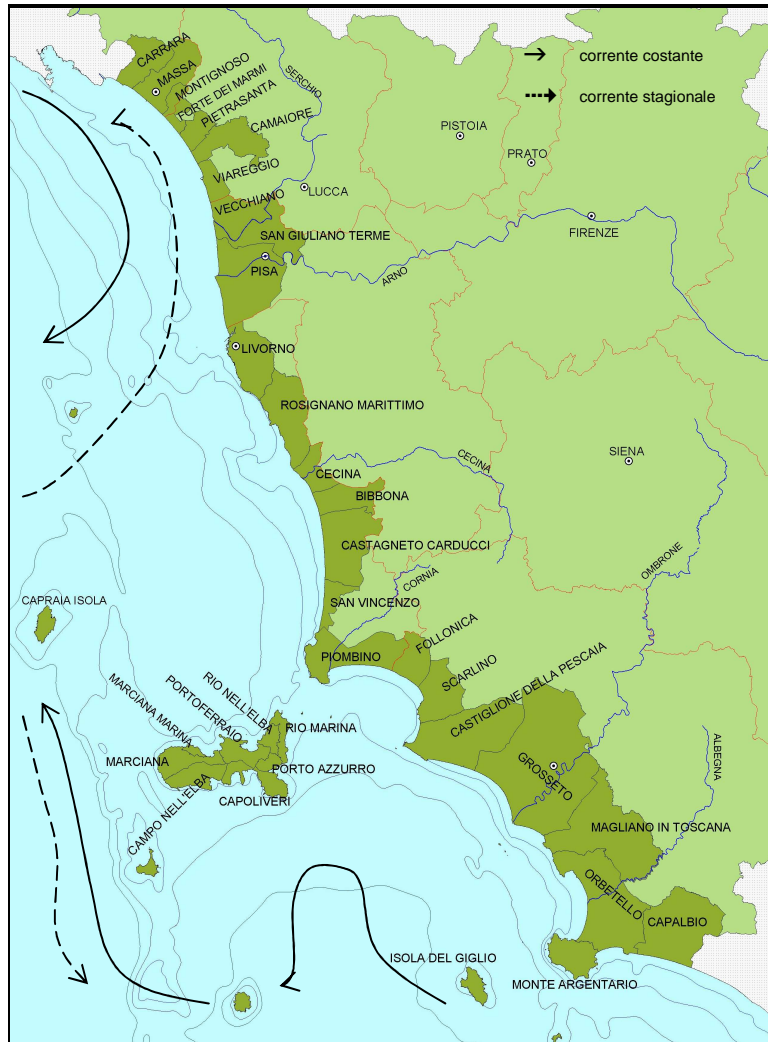 CARRARA
MASSA
MONTIGNOSO
FORTE DEI MARMI
PIETRASANTA
CAMAIORE
SERCHIO
corrente costante
corrente stagionale
PISTOIA
PRATO
VIAREGGIO
LUCCA
VECCHIANO
SAN GIULIANO TERME
FIRENZE
PISA
ARNO
LIVORNO
ROSIGNANO MARITTIMO
CECINA
CECINA
SIENA
BIBBONA
CASTAGNETO CARDUCCI
OMBRONE
CORNIA
CAPRAIA ISOLA
SAN VINCENZO
FOLLONICA
PIOMBINO
SCARLINO
CASTIGLIONE DELLA PESCAIA
RIO NELL'ELBA
PORTOFERRAIO
MARCIANA MARINA
RIO MARINA
MARCIANA
PORTO AZZURRO
CAPOLIVERI
CAMPO NELL'ELBA
GROSSETO
ALBEGNA
MAGLIANO IN TOSCANA
ORBETELLO
CAPALBIO
ISOLA DEL GIGLIO
MONTE ARGENTARIO